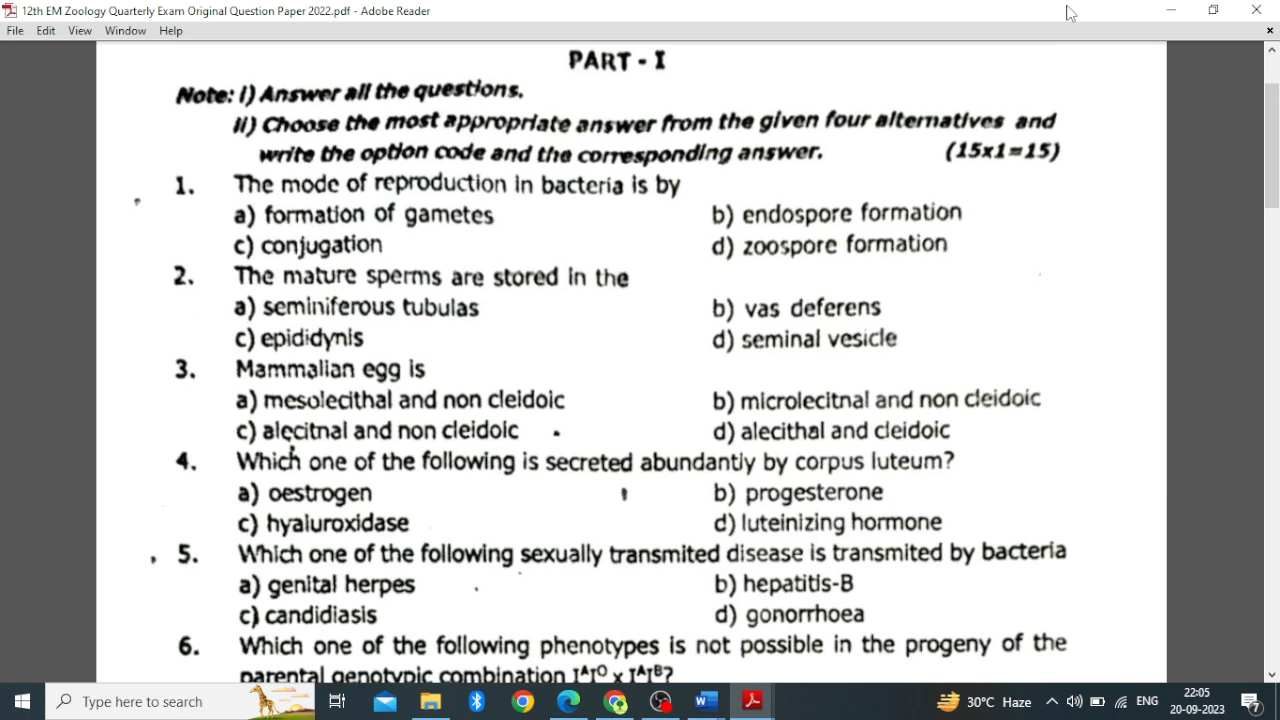 12th EM Zoology Quarterly Exam Original Question Paper 2022.pdf - Adobe Reader
File Edit View Window Help
PART - I
Note: i) Answer all the questions.
ii) Choose the most appropriate answer from the given four alternatives and
write the option code and the corresponding answer. (15x1=15)
1. The mode of reproduction in bacteria is by
a) formation of gametes b) endospore formation
c) conjugation d) zoospore formation
2. The mature sperms are stored in the
a) seminiferous tubulas b) vas deferens
c) epididynis d) seminal vesicle
3. Mammalian egg is
a) mesolecithal and non cleidoic b) microlecitnal and non cleidoic
c) alecitnal and non cleidoic d) alecithal and cleidoic
4. Which one of the following is secreted abundantly by corpus luteum?
a) oestrogen b) progesterone
c) hyaluroxidase d) luteinizing hormone
5. Which one of the following sexually transmited disease is transmited by bacteria
a) genital herpes b) hepatitis-B
c) candidiasis d) gonorrhoea
6. Which one of the following phenotypes is not possible in the progeny of the
parental genotypic combination IᴬIᴼ x IᴬIᴮ?
Type here to search 30°C Haze ENG 22:05
20-09-2023 7